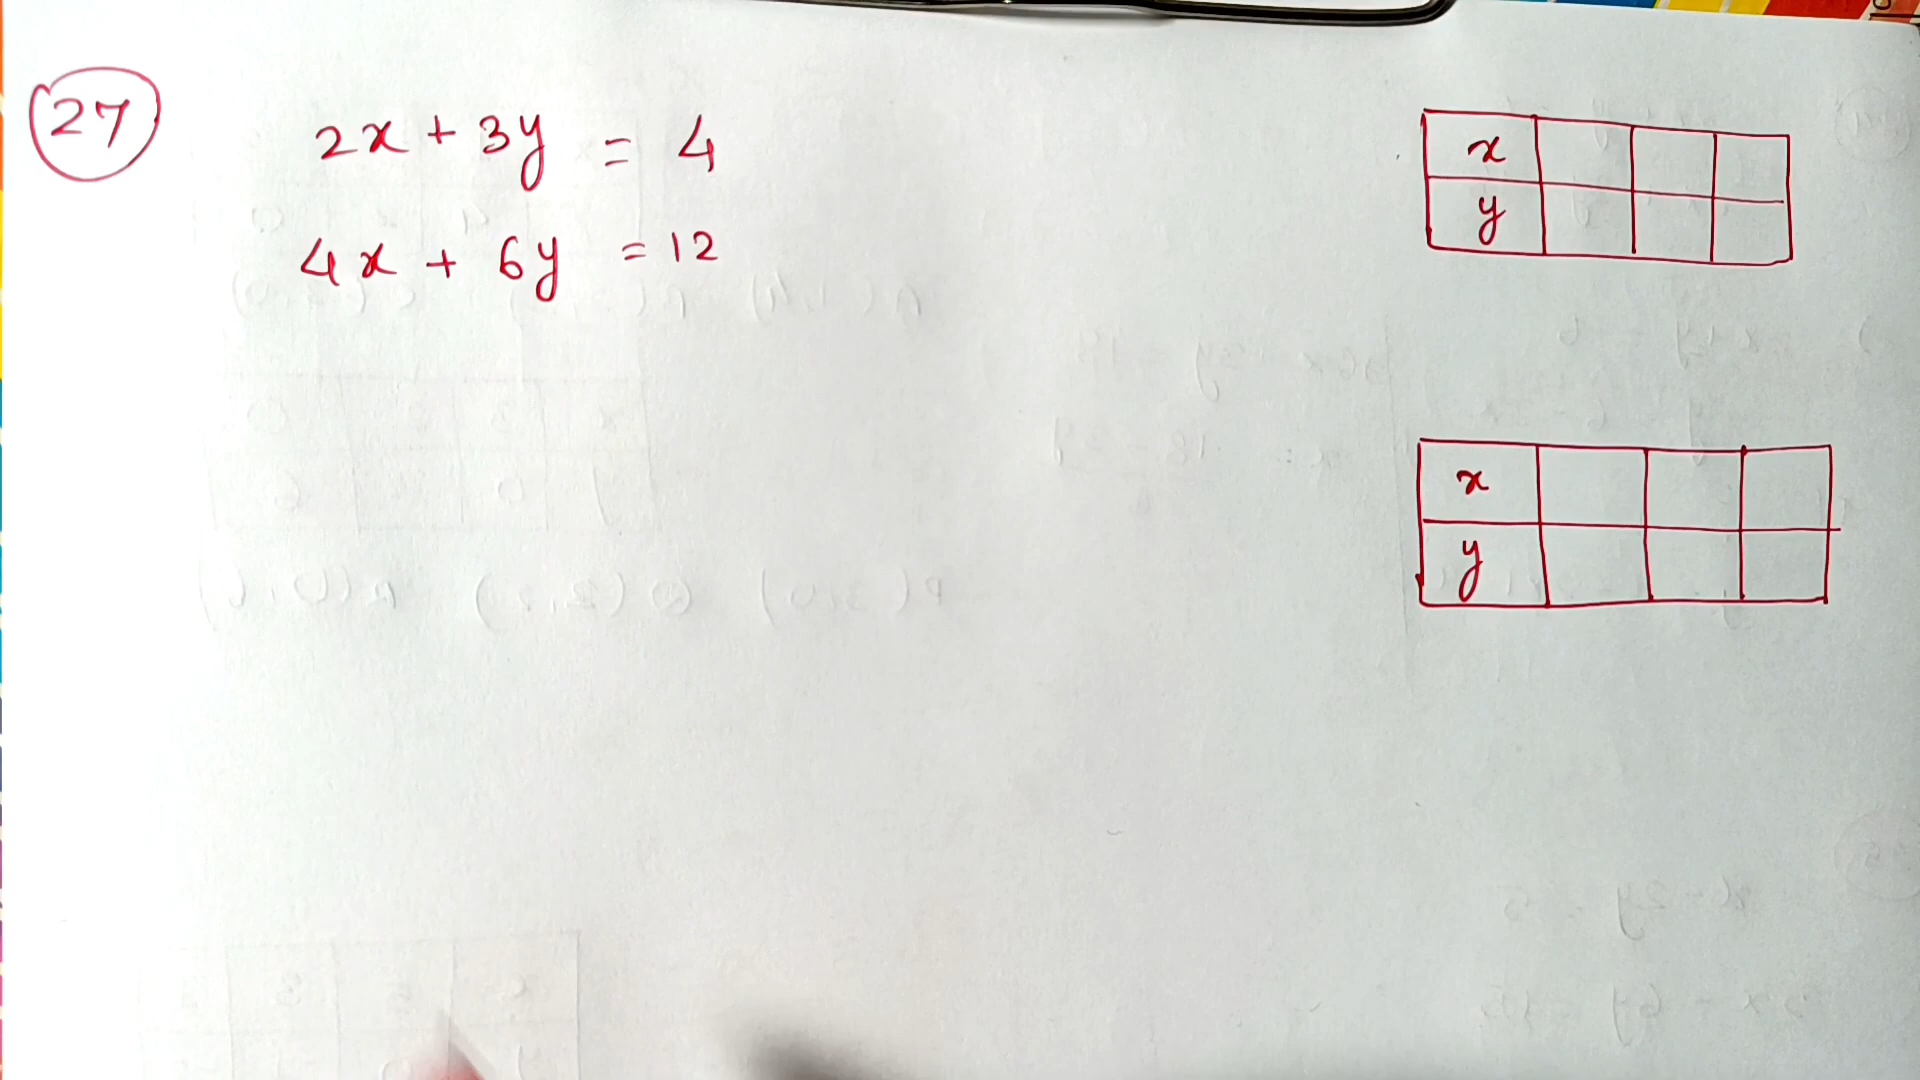 27
2x + 3y = 4
4x + 6y = 12
x
y
x
y